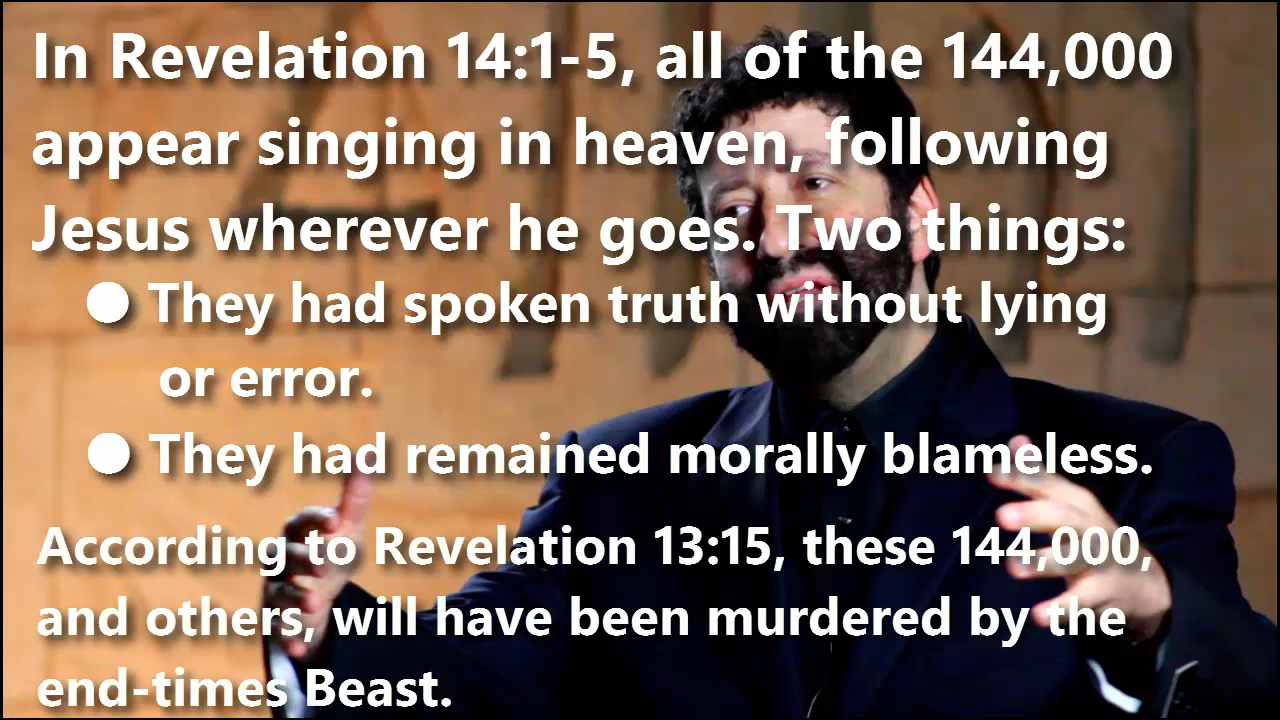 In Revelation 14:1-5, all of the 144,000
appear singing in heaven, following
Jesus wherever he goes. Two things:
● They had spoken truth without lying
or error.
● They had remained morally blameless.
According to Revelation 13:15, these 144,000,
and others, will have been murdered by the
end-times Beast.